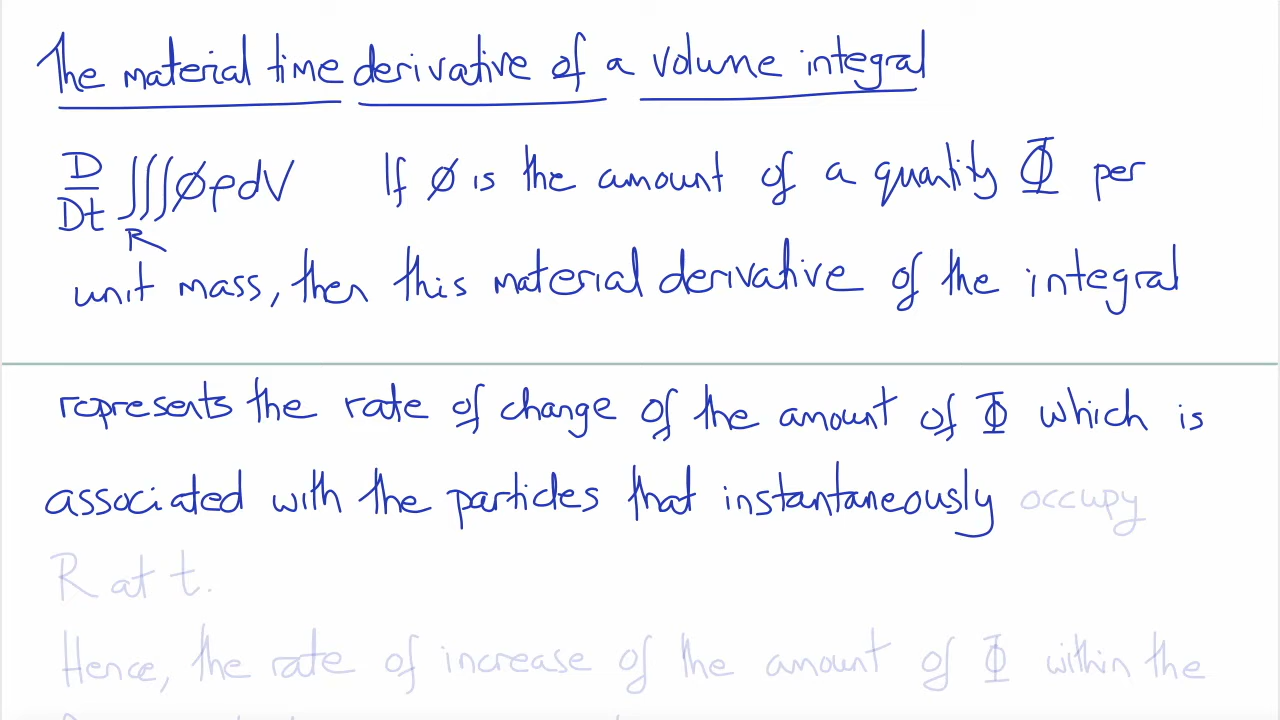 The material time derivative of a volume integral
D/Dt ∭_R ϕρdV If ϕ is the amount of a quantity Φ per
unit mass, then this material derivative of the integral
represents the rate of change of the amount of Φ which is
associated with the particles that instantaneously occupy
R at t.
Hence, the rate of increase of the amount of Φ within the